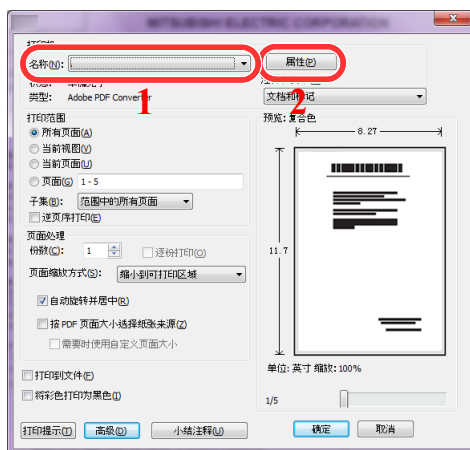 MITSUBISHI ELECTRIC CORPORATION
打印机
名称(N):
属性(P)
1
2
类型: Adobe PDF Converter
文档和标记
打印范围
所有页面(A)
当前视图(V)
当前页面(U)
页面(G) 1 - 5
子集(B): 范围中的所有页面
逆页序打印(E)
预览: 复合色
8.27
11.7
页面处理
份数(C): 1
逐份打印(O)
页面缩放方式(S): 缩小到可打印区域
自动旋转并居中(R)
按 PDF 页面大小选择纸张来源(Z)
需要时使用自定义页面大小
单位: 英寸 缩放: 100%
打印到文件(F)
将彩色打印为黑色(I)
1/5
打印提示(T)
高级(D)
小结注释(U)
确定
取消